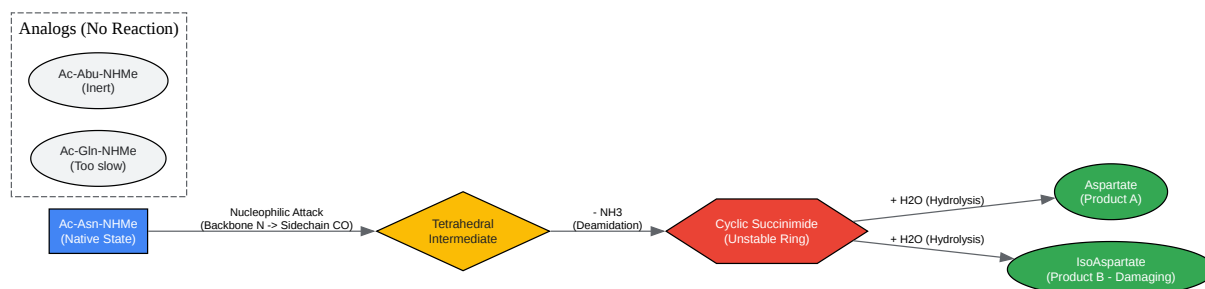 Analogs (No Reaction)
Ac-Abu-NHMe
(Inert)
Ac-Gln-NHMe
(Too slow)
Ac-Asn-NHMe
(Native State)
Nucleophilic Attack
(Backbone N -> Sidechain CO)
Tetrahedral
Intermediate
- NH3
(Deamidation)
Cyclic Succinimide
(Unstable Ring)
+ H2O (Hydrolysis)
Aspartate
(Product A)
+ H2O (Hydrolysis)
IsoAspartate
(Product B - Damaging)